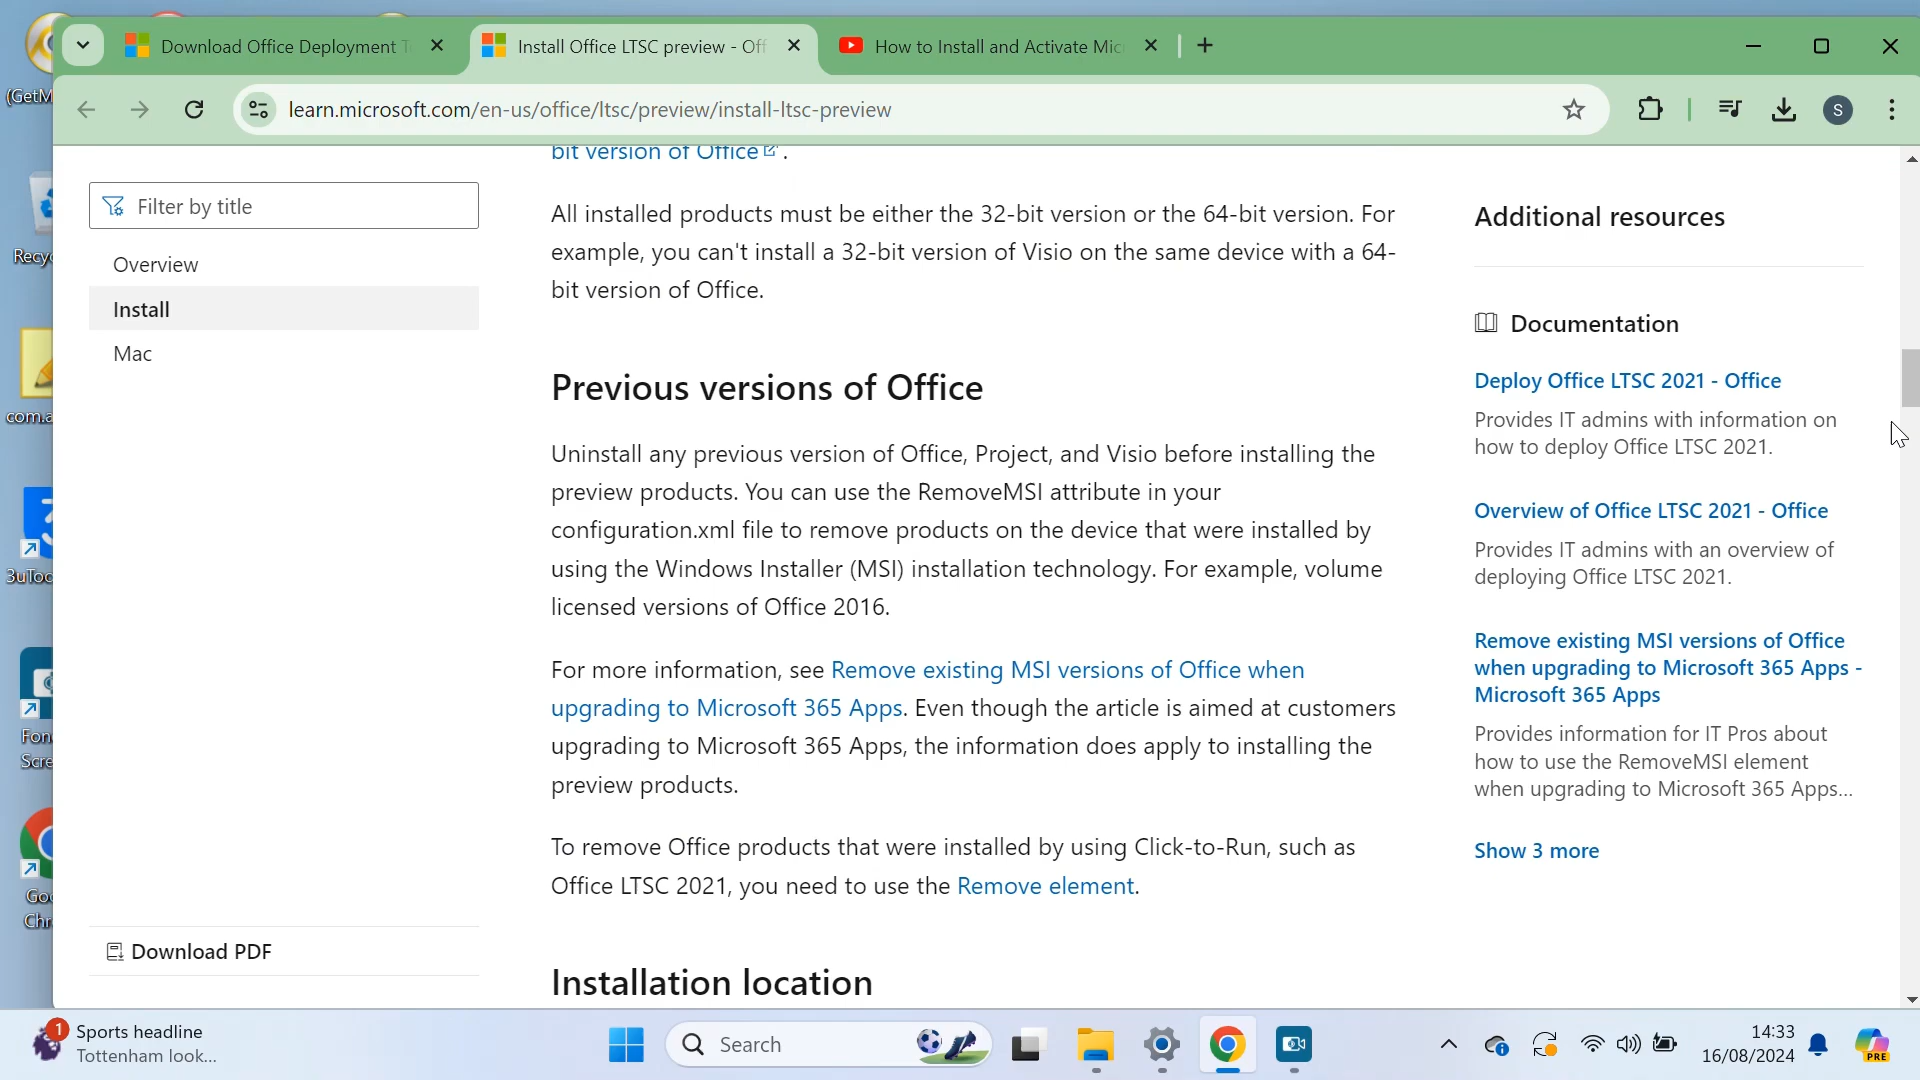 Download Office Deployment T
Install Office LTSC preview - Off
How to Install and Activate Mic
learn.microsoft.com/en-us/office/ltsc/preview/install-ltsc-preview
S
(GetM
Recyc
com.a
3uToo
Fon
Scre
Goo
Chr
Filter by title
Overview
Install
Mac
Download PDF
bit version of Office.
All installed products must be either the 32-bit version or the 64-bit version. For
example, you can't install a 32-bit version of Visio on the same device with a 64-
bit version of Office.
Previous versions of Office
Uninstall any previous version of Office, Project, and Visio before installing the
preview products. You can use the RemoveMSI attribute in your
configuration.xml file to remove products on the device that were installed by
using the Windows Installer (MSI) installation technology. For example, volume
licensed versions of Office 2016.
For more information, see Remove existing MSI versions of Office when
upgrading to Microsoft 365 Apps. Even though the article is aimed at customers
upgrading to Microsoft 365 Apps, the information does apply to installing the
preview products.
To remove Office products that were installed by using Click-to-Run, such as
Office LTSC 2021, you need to use the Remove element.
Installation location
Additional resources
Documentation
Deploy Office LTSC 2021 - Office
Provides IT admins with information on
how to deploy Office LTSC 2021.
Overview of Office LTSC 2021 - Office
Provides IT admins with an overview of
deploying Office LTSC 2021.
Remove existing MSI versions of Office
when upgrading to Microsoft 365 Apps -
Microsoft 365 Apps
Provides information for IT Pros about
how to use the RemoveMSI element
when upgrading to Microsoft 365 Apps...
Show 3 more
1
Sports headline
Tottenham look...
Search
14:33
16/08/2024
PRE